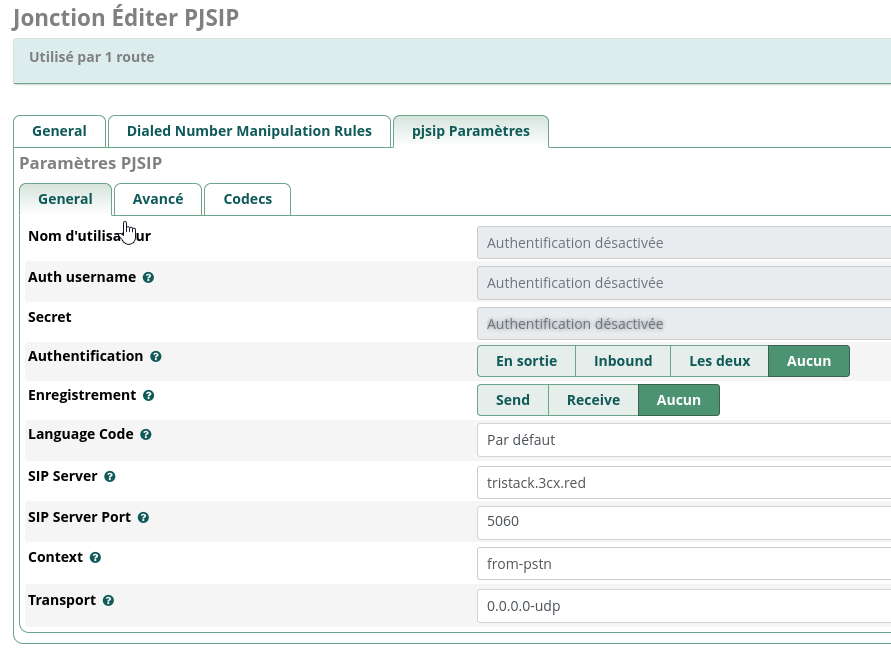 Jonction Éditer PJSIP
Utilisé par 1 route
General Dialed Number Manipulation Rules pjsip Paramètres
Paramètres PJSIP
General Avancé Codecs
Nom d'utilisateur Authentification désactivée
Auth username Authentification désactivée
Secret Authentification désactivée
Authentification En sortie Inbound Les deux Aucun
Enregistrement Send Receive Aucun
Language Code Par défaut
SIP Server tristack.3cx.red
SIP Server Port 5060
Context from-pstn
Transport 0.0.0.0-udp